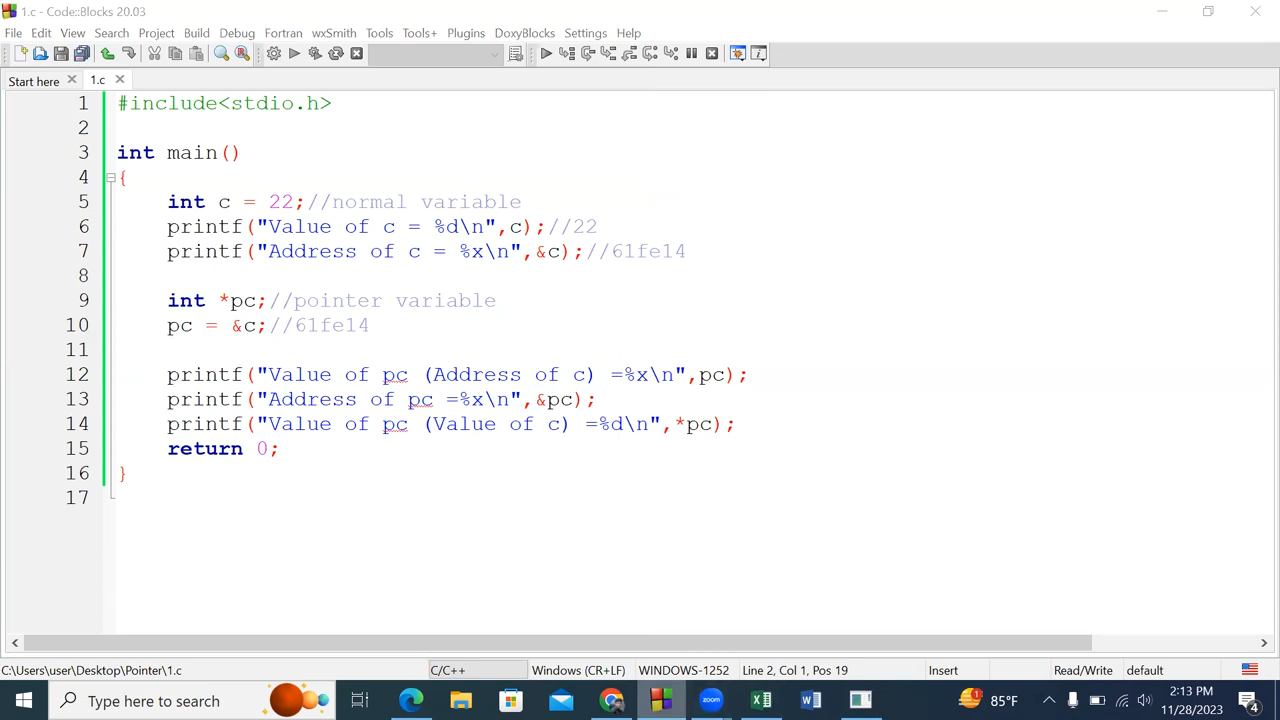 1.c - Code::Blocks 20.03
File Edit View Search Project Build Debug Fortran wxSmith Tools Tools+ Plugins DoxyBlocks Settings Help
Start here 1.c
1 #include<stdio.h>
2
3 int main()
4 {
5 int c = 22;//normal variable
6 printf("Value of c = %d\n",c);//22
7 printf("Address of c = %x\n",&c);//61fe14
8
9 int *pc;//pointer variable
10 pc = &c;//61fe14
11
12 printf("Value of pc (Address of c) =%x\n",pc);
13 printf("Address of pc =%x\n",&pc);
14 printf("Value of pc (Value of c) =%d\n",*pc);
15 return 0;
16 }
17
C:\Users\user\Desktop\Pointer\1.c C/C++ Windows (CR+LF) WINDOWS-1252 Line 2, Col 1, Pos 19 Insert Read/Write default
Type here to search zoom 1 85°F 2:13 PM
11/28/2023 4